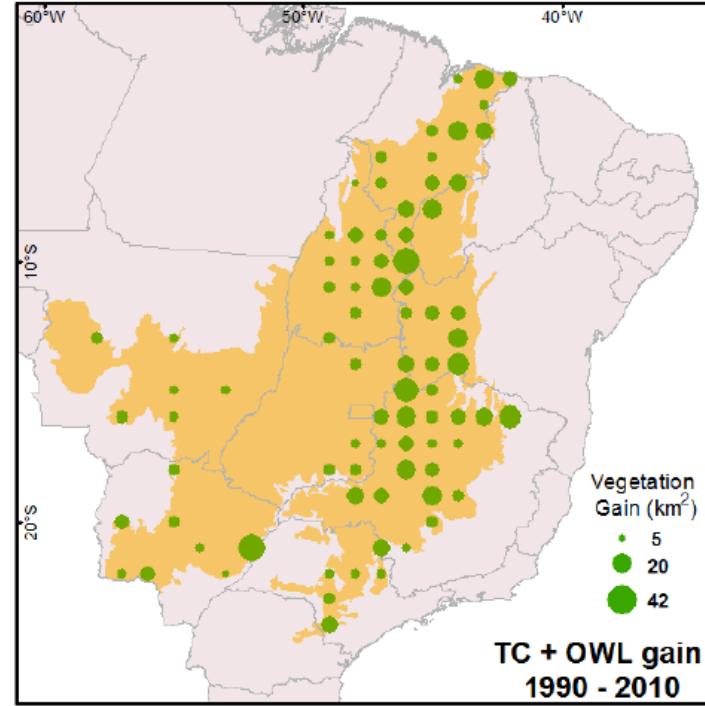 60°W 50°W 40°W
10°S
20°S
Vegetation
Gain (km²)
5
20
42
TC + OWL gain
1990 - 2010